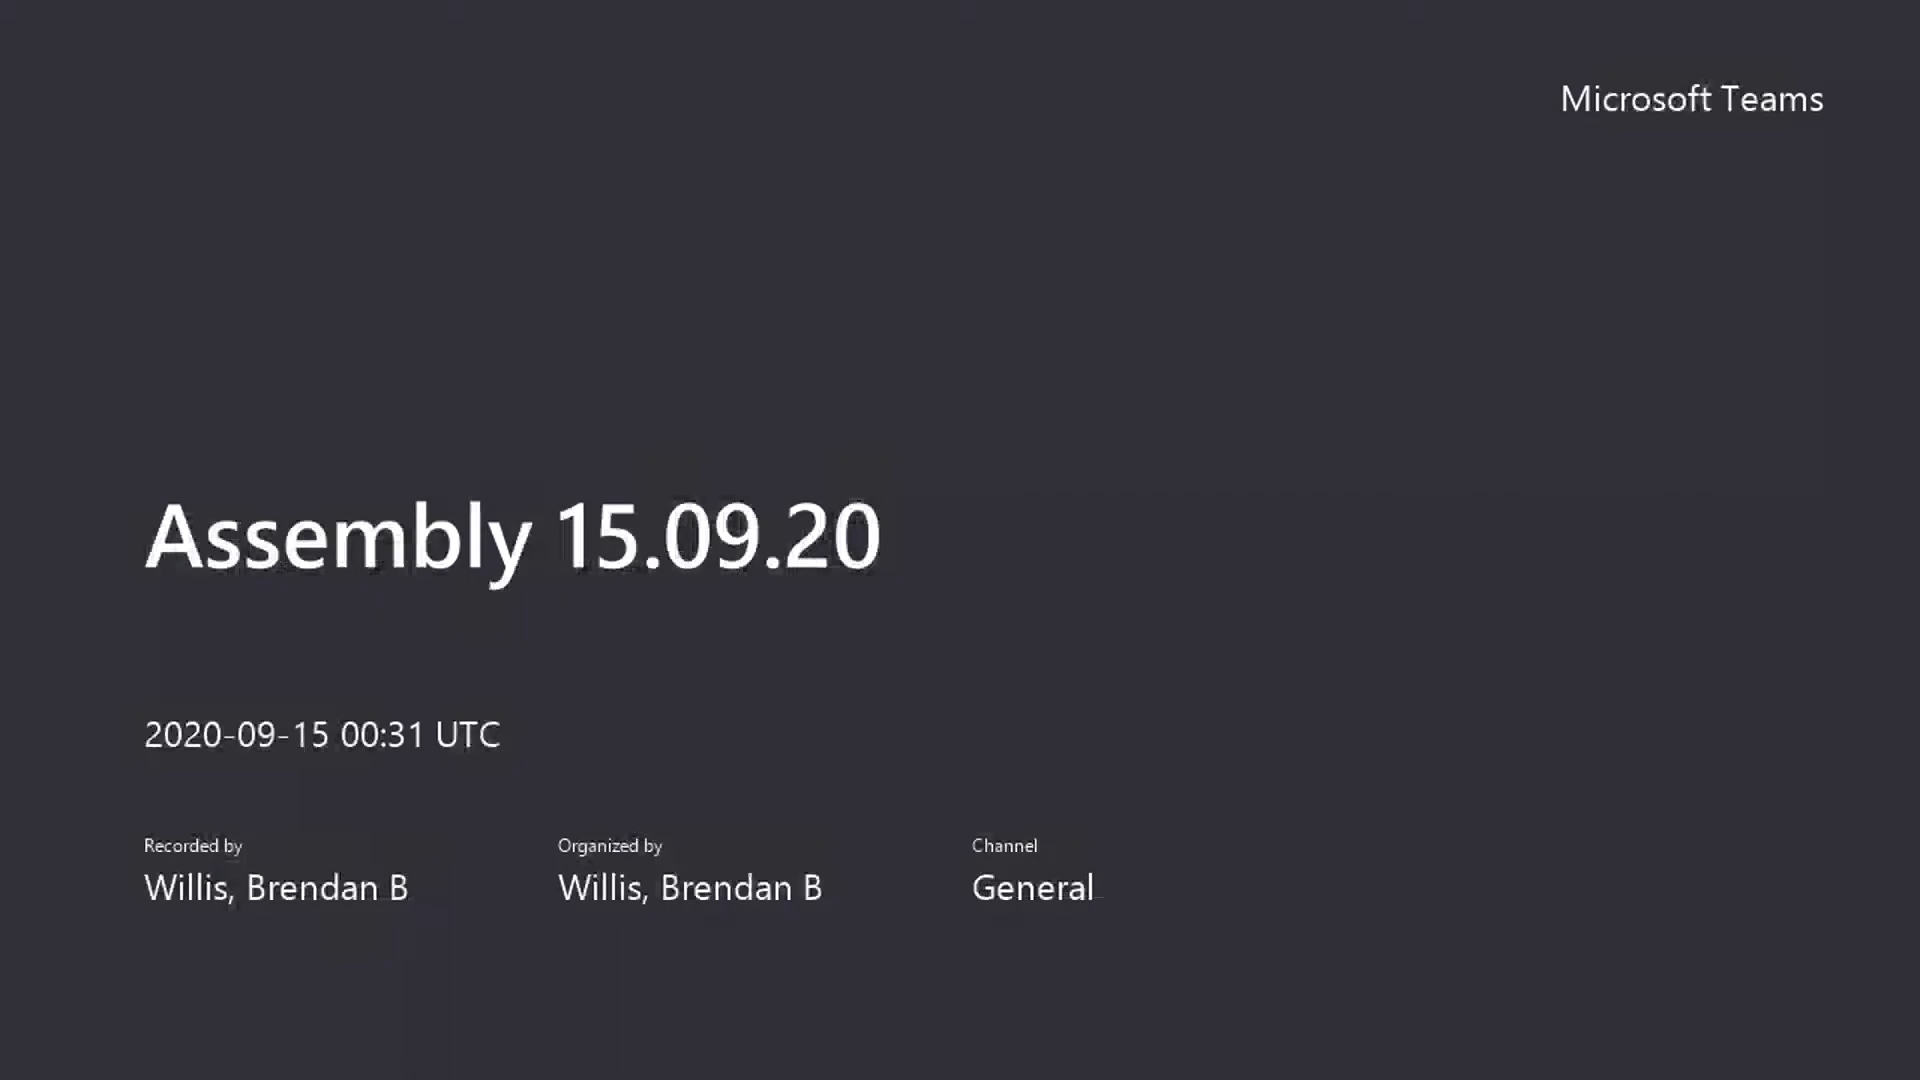 Microsoft Teams
Assembly 15.09.20
2020-09-15 00:31 UTC
Recorded by
Willis, Brendan B
Organized by
Willis, Brendan B
Channel
General